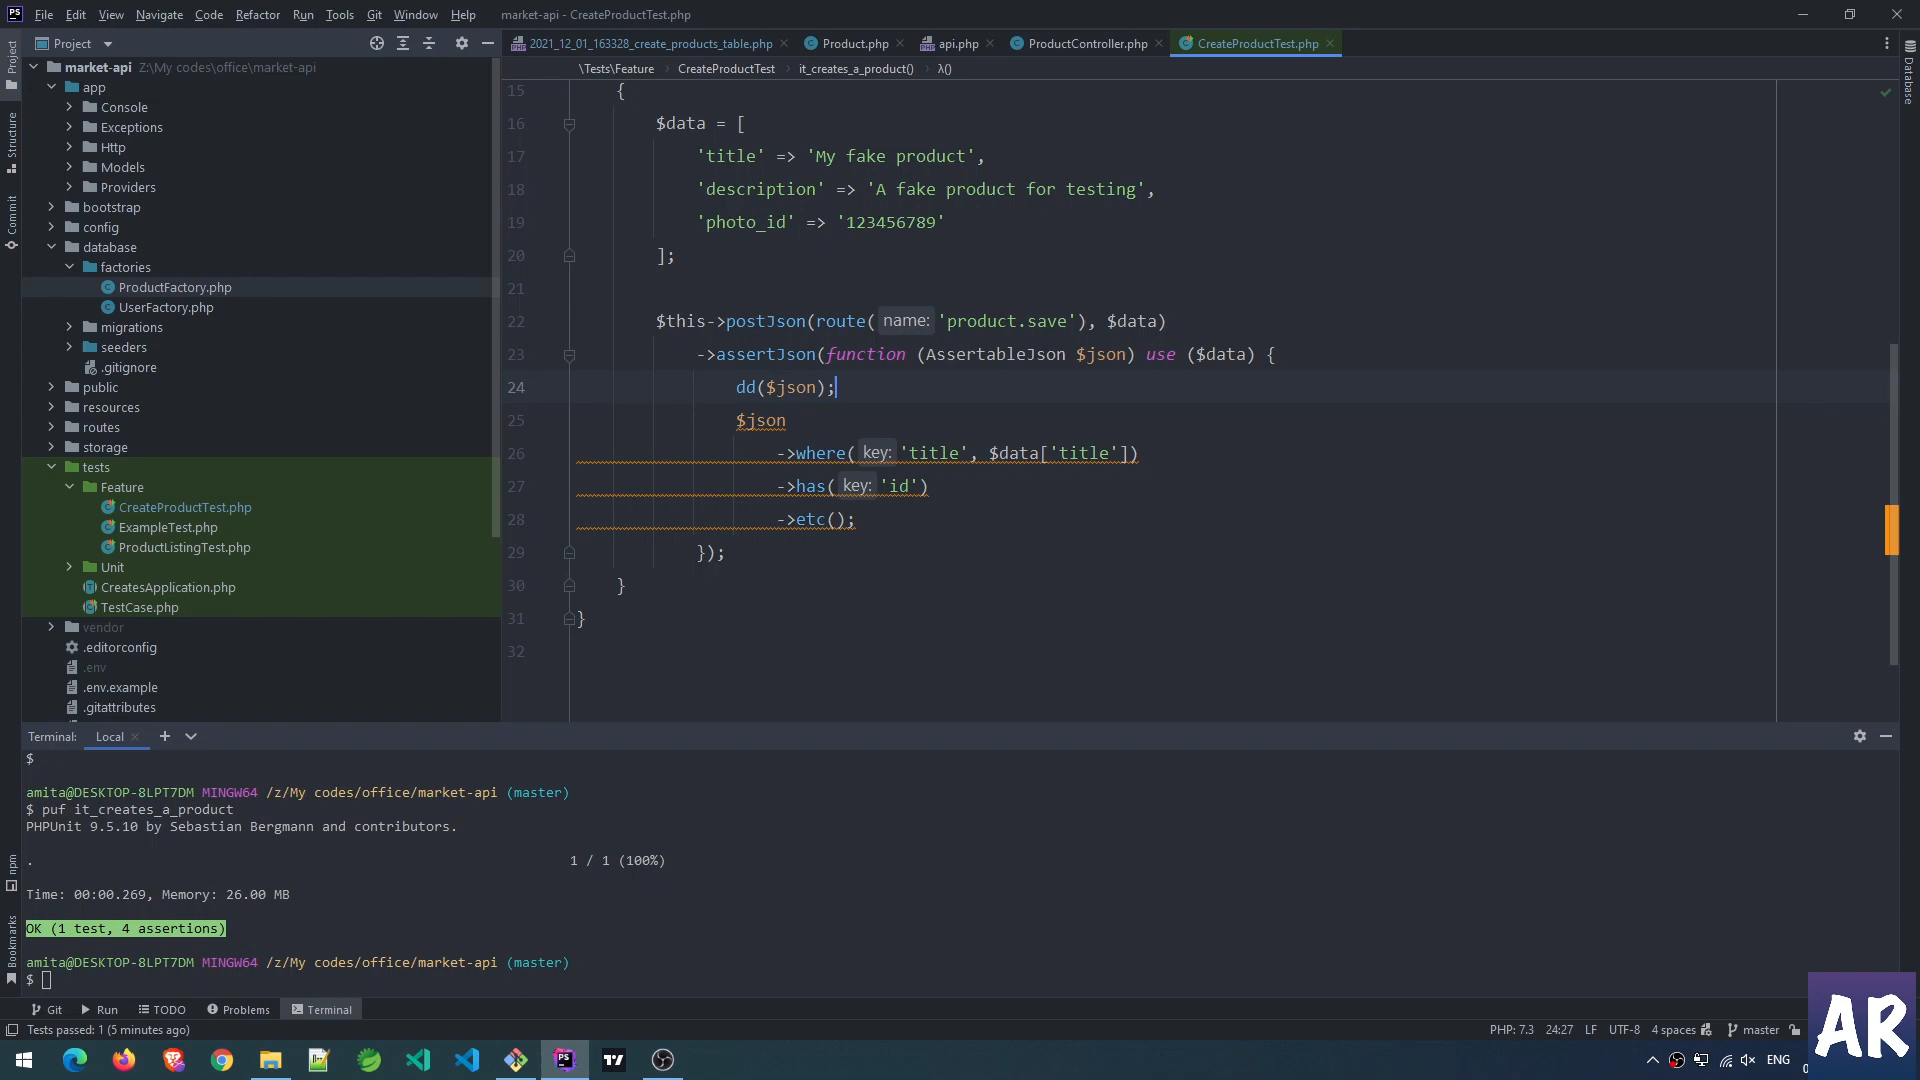 File Edit View Navigate Code Refactor Run Tools Git Window Help market-api - CreateProductTest.php
Project
2021_12_01_163328_create_products_table.php Product.php api.php ProductController.php CreateProductTest.php
\Tests\Feature CreateProductTest it_creates_a_product() λ()
Project
Structure
Commit
npm
Bookmarks
Database
market-api Z:\My codes\office\market-api
app
Console
Exceptions
Http
Models
Providers
bootstrap
config
database
factories
ProductFactory.php
UserFactory.php
migrations
seeders
.gitignore
public
resources
routes
storage
tests
Feature
CreateProductTest.php
ExampleTest.php
ProductListingTest.php
Unit
CreatesApplication.php
TestCase.php
vendor
.editorconfig
.env
.env.example
.gitattributes
15 {
16 $data = [
17 'title' => 'My fake product',
18 'description' => 'A fake product for testing',
19 'photo_id' => '123456789'
20 ];
21
22 $this->postJson(route( name: 'product.save'), $data)
23 ->assertJson(function (AssertableJson $json) use ($data) {
24 dd($json);
25 $json
26 ->where( key: 'title', $data['title'])
27 ->has( key: 'id')
28 ->etc();
29 });
30 }
31 }
32
Terminal: Local
$
amita@DESKTOP-8LPT7DM MINGW64 /z/My codes/office/market-api (master)
$ puf it_creates_a_product
PHPUnit 9.5.10 by Sebastian Bergmann and contributors.
. 1 / 1 (100%)
Time: 00:00.269, Memory: 26.00 MB
OK (1 test, 4 assertions)
amita@DESKTOP-8LPT7DM MINGW64 /z/My codes/office/market-api (master)
$
Git Run TODO Problems Terminal
Tests passed: 1 (5 minutes ago) PHP: 7.3 24:27 LF UTF-8 4 spaces master
ENG
AR